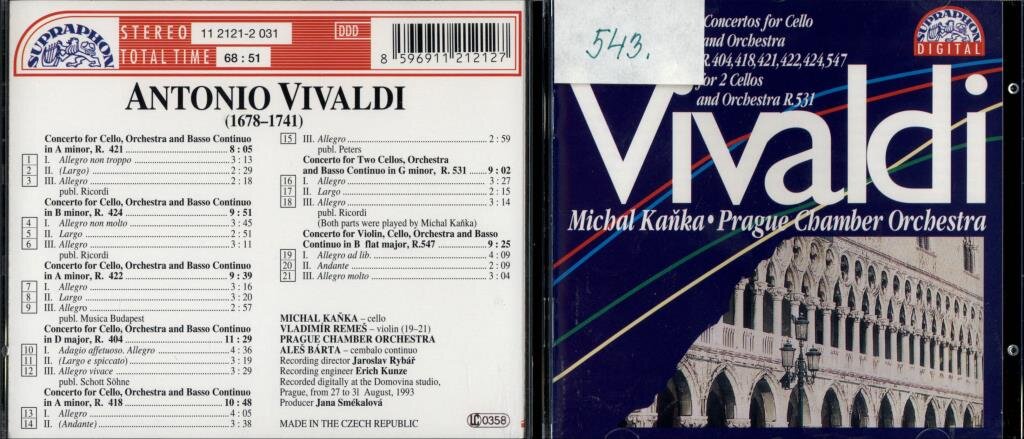 SUPRAPHON
STEREO 11 2121-2 031
TOTAL TIME 68 : 51
DDD
8 596911 212127
ANTONIO VIVALDI
(1678–1741)
Concerto for Cello, Orchestra and Basso Continuo
in A minor, R. 421 8 : 05
1 I. Allegro non troppo 3 : 13
2 II. (Largo) 2 : 29
3 III. Allegro 2 : 18
publ. Ricordi
Concerto for Cello, Orchestra and Basso Continuo
in B minor, R. 424 9 : 51
4 I. Allegro non molto 3 : 45
5 II. Largo 2 : 51
6 III. Allegro 3 : 11
publ. Ricordi
Concerto for Cello, Orchestra and Basso Continuo
in A minor, R. 422 9 : 39
7 I. Allegro 3 : 16
8 II. Largo 3 : 20
9 III. Allegro 2 : 57
publ. Musica Budapest
Concerto for Cello, Orchestra and Basso Continuo
in D major, R. 404 11 : 29
10 I. Adagio affetuoso. Allegro 4 : 36
11 II. (Largo e spiccato) 3 : 19
12 III. Allegro vivace 3 : 29
publ. Schott Söhne
Concerto for Cello, Orchestra and Basso Continuo
in A minor, R. 418 10 : 48
13 I. Allegro 4 : 05
14 II. (Andante) 3 : 38
15 III. Allegro 2 : 59
publ. Peters
Concerto for Two Cellos, Orchestra
and Basso Continuo in G minor, R. 531 9 : 02
16 I. Allegro 3 : 27
17 II. Largo 2 : 15
18 III. Allegro 3 : 14
publ. Ricordi
(Both parts were played by Michal Kaňka)
Concerto for Violin, Cello, Orchestra and Basso
Continuo in B flat major, R.547 9 : 25
19 I. Allegro ad lib. 4 : 09
20 II. Andante 2 : 09
21 III. Allegro molto 3 : 04
MICHAL KAŇKA – cello
VLADIMÍR REMEŠ – violin (19–21)
PRAGUE CHAMBER ORCHESTRA
ALEŠ BÁRTA – cembalo continuo
Recording director Jaroslav Rybář
Recording engineer Erich Kunze
Recorded digitally at the Domovina studio,
Prague, from 27 to 31 August, 1993
Producer Jana Smékalová
MADE IN THE CZECH REPUBLIC
LC 0358
543.
Concertos for Cello
and Orchestra
R.404,418,421,422,424,547
for 2 Cellos
and Orchestra R.531
SUPRAPHON
DIGITAL
Vivaldi
Michal Kaňka • Prague Chamber Orchestra